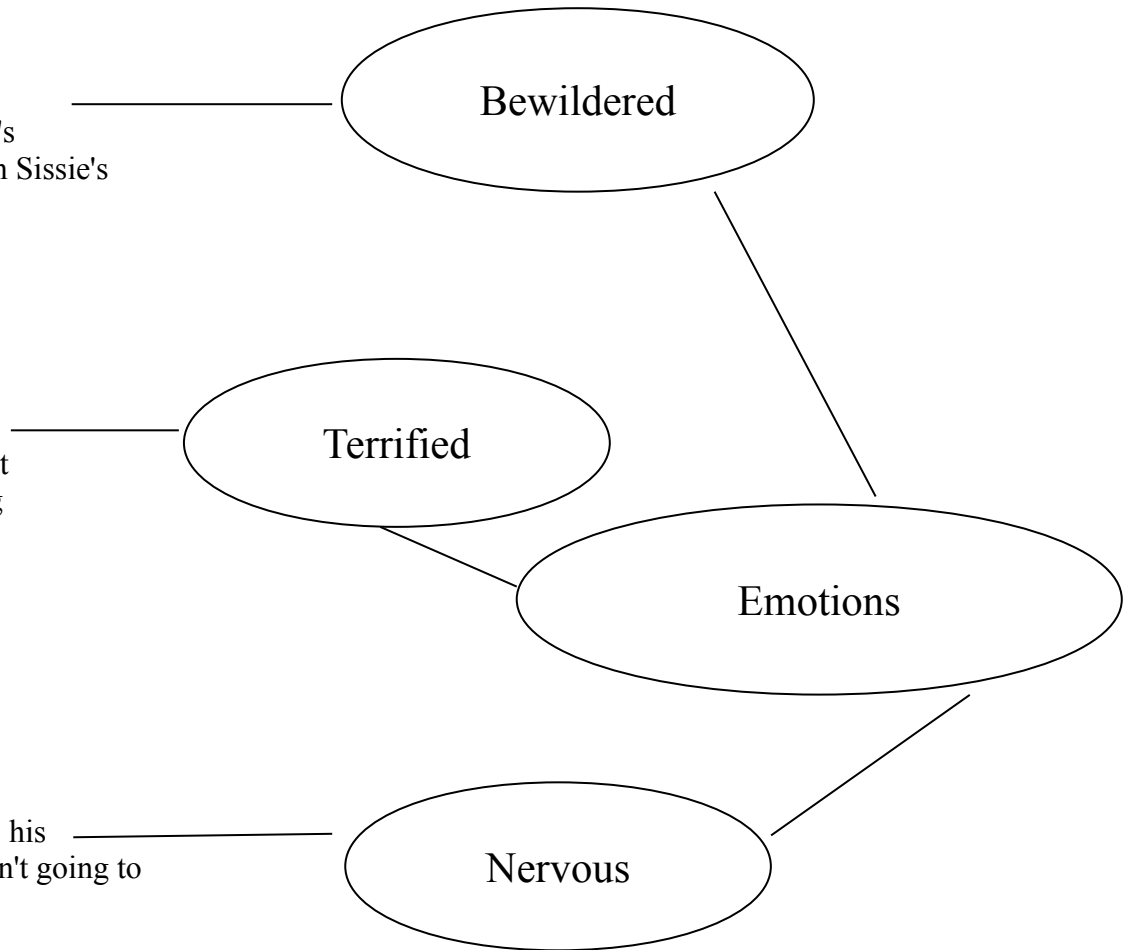 Bewildered
's
Sissie's
Terrified
t
Emotions
his
n't going to
Nervous